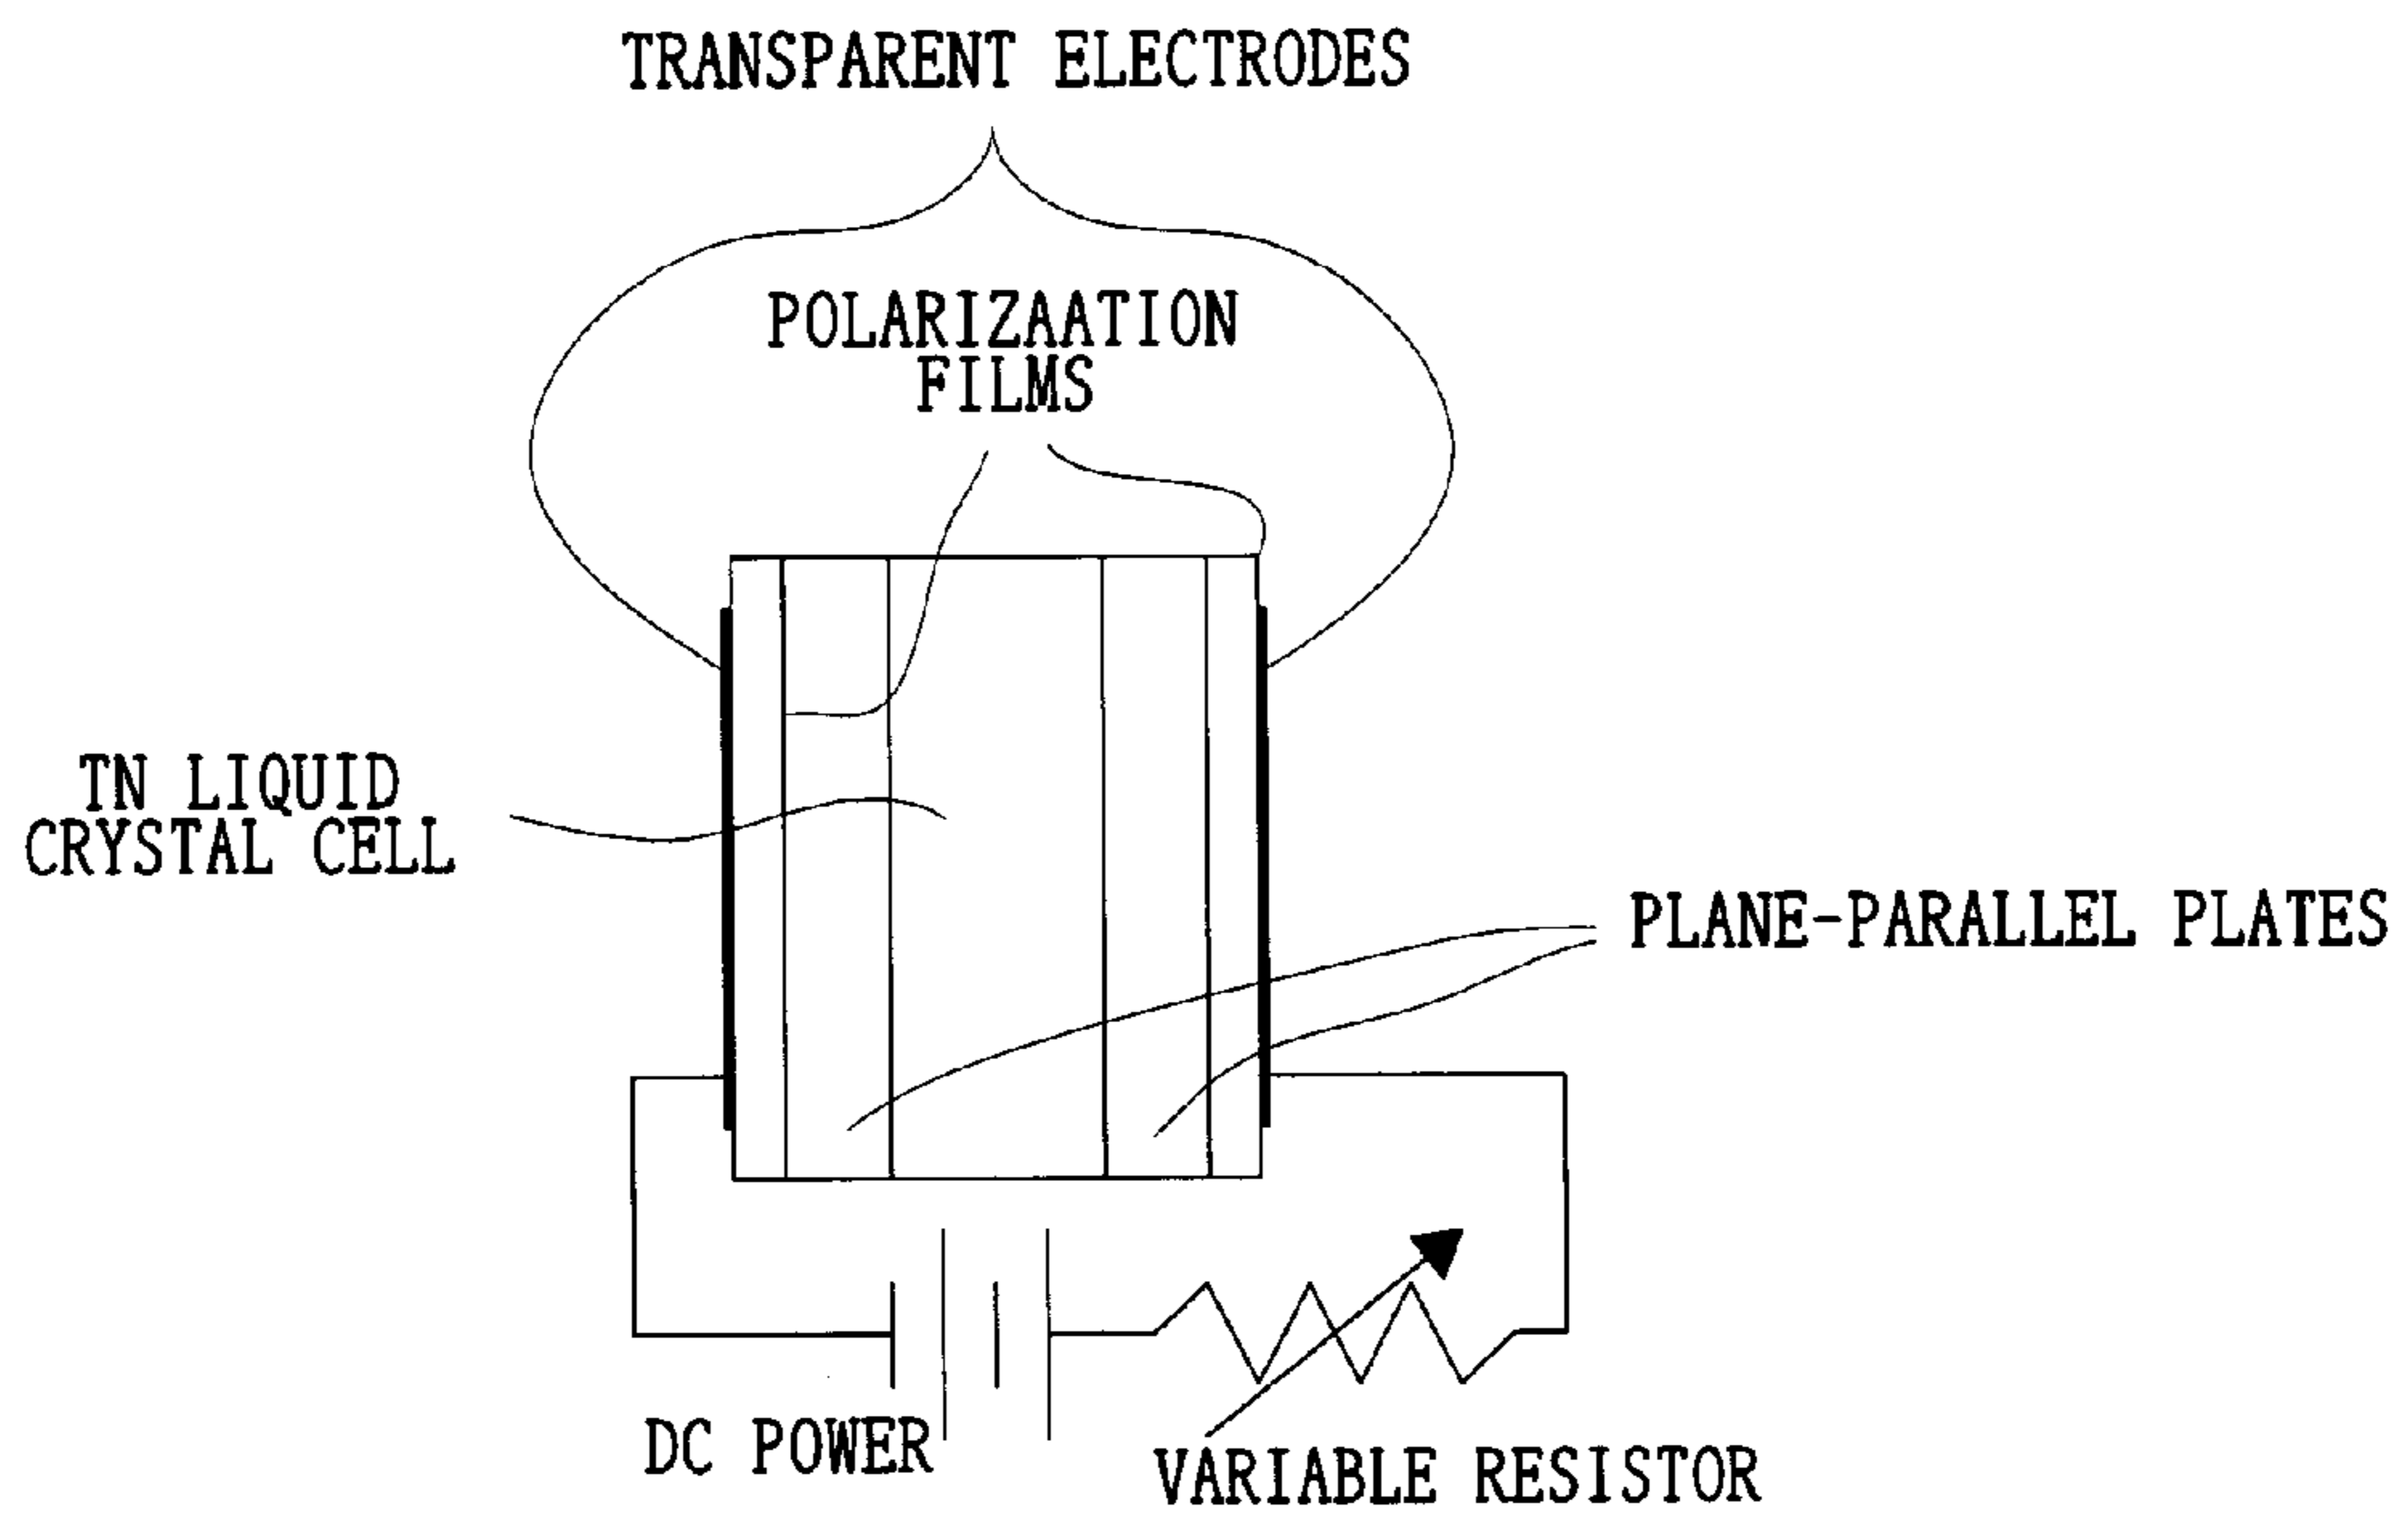 TRANSPARENT ELECTRODES
POLARIZAATION
FILMS
TN LIQUID
CRYSTAL CELL
PLANE-PARALLEL PLATES
DC POWER
VARIABLE RESISTOR